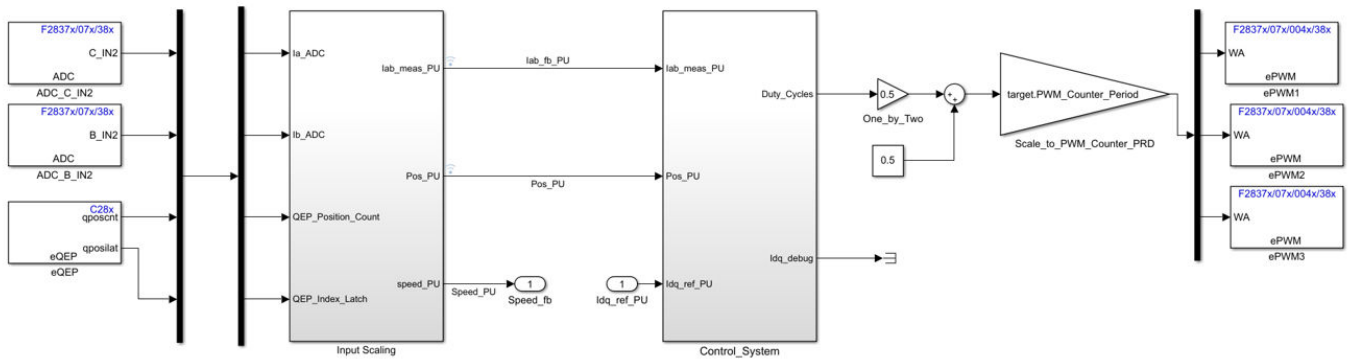 F2837x/07x/38x
C_IN2
ADC
ADC_C_IN2
F2837x/07x/38x
B_IN2
ADC
ADC_B_IN2
C28x
qposcnt
qposilat
eQEP
eQEP
Ia_ADC
Ib_ADC
QEP_Position_Count
QEP_Index_Latch
Iab_meas_PU
Pos_PU
speed_PU
Input Scaling
Iab_fb_PU
Pos_PU
Speed_PU
1
Speed_fb
1
Idq_ref_PU
Iab_meas_PU
Pos_PU
Idq_ref_PU
Duty_Cycles
Idq_debug
Control_System
0.5
One_by_Two
0.5
target.PWM_Counter_Period
Scale_to_PWM_Counter_PRD
F2837x/07x/004x/38x
WA
ePWM
ePWM1
F2837x/07x/004x/38x
WA
ePWM
ePWM2
F2837x/07x/004x/38x
WA
ePWM
ePWM3